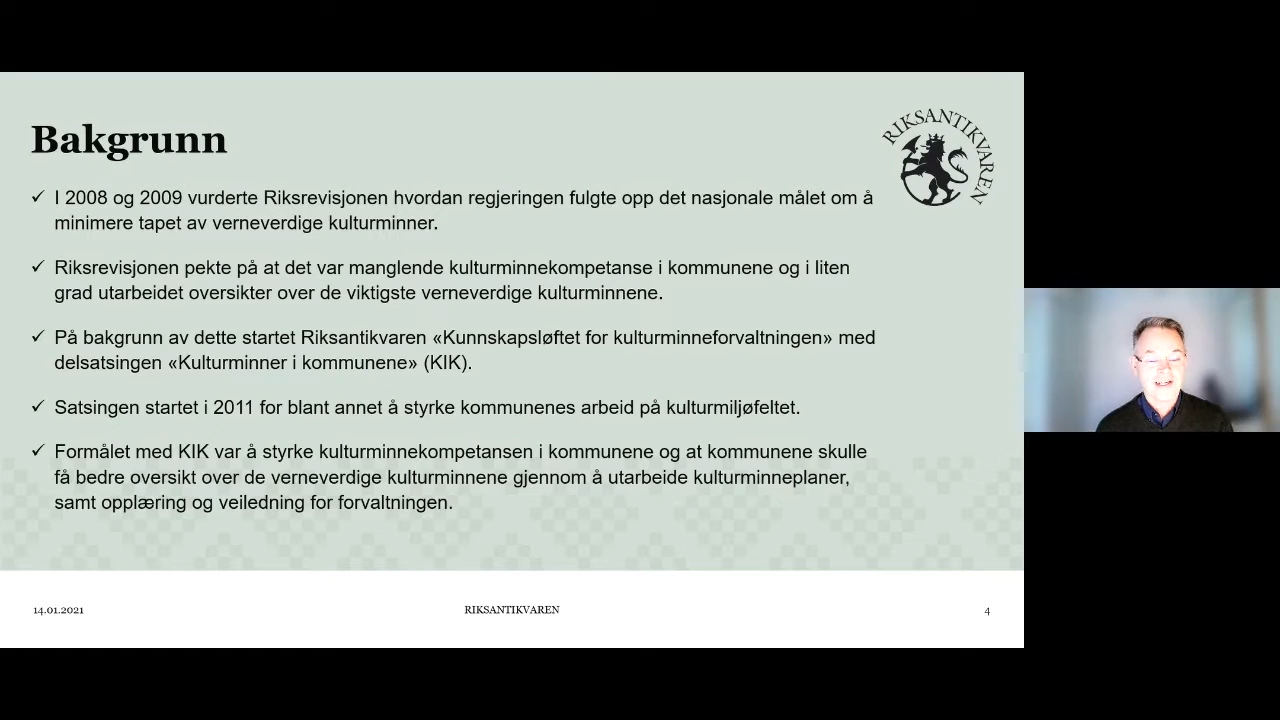 Bakgrunn
RIKSANTIKVAREN
✓ I 2008 og 2009 vurderte Riksrevisjonen hvordan regjeringen fulgte opp det nasjonale målet om å
minimere tapet av verneverdige kulturminner.
✓ Riksrevisjonen pekte på at det var manglende kulturminnekompetanse i kommunene og i liten
grad utarbeidet oversikter over de viktigste verneverdige kulturminnene.
✓ På bakgrunn av dette startet Riksantikvaren «Kunnskapsløftet for kulturminneforvaltningen» med
delsatsingen «Kulturminner i kommunene» (KIK).
✓ Satsingen startet i 2011 for blant annet å styrke kommunenes arbeid på kulturmiljøfeltet.
✓ Formålet med KIK var å styrke kulturminnekompetansen i kommunene og at kommunene skulle
få bedre oversikt over de verneverdige kulturminnene gjennom å utarbeide kulturminneplaner,
samt opplæring og veiledning for forvaltningen.
14.01.2021
RIKSANTIKVAREN
4